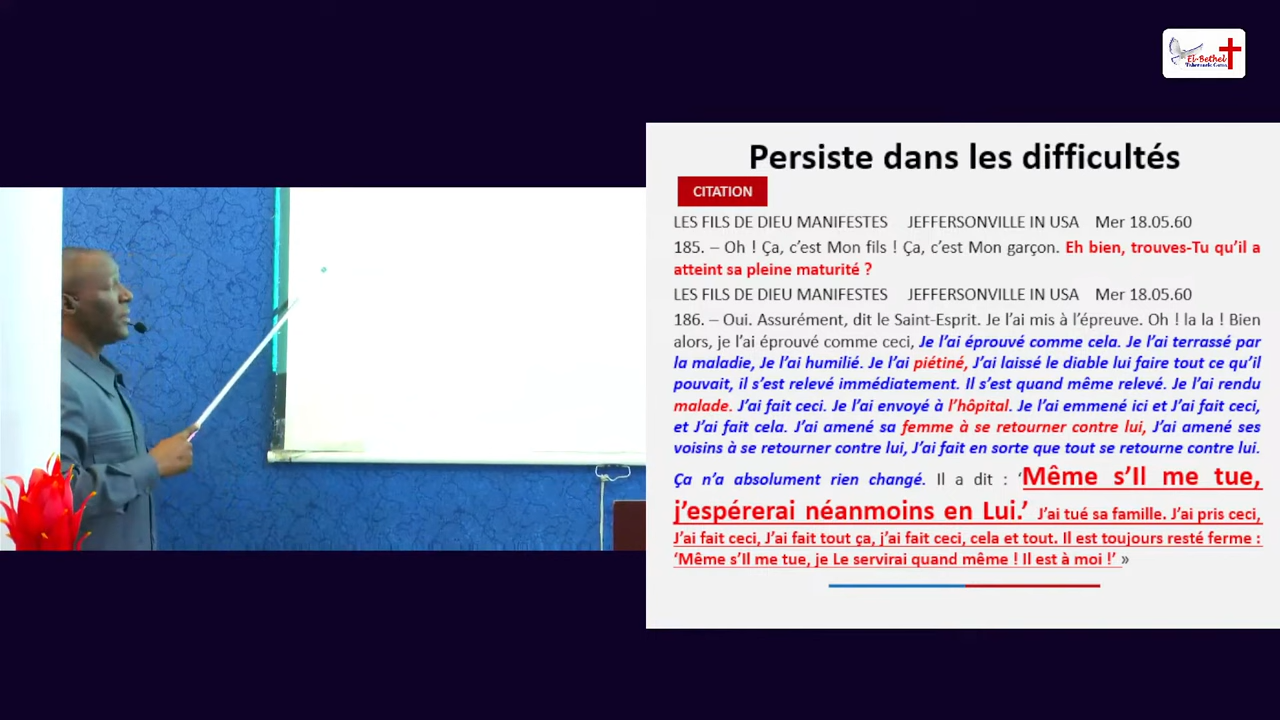 El-Bethel
Persiste dans les difficultés
CITATION
LES FILS DE DIEU MANIFESTES JEFFERSONVILLE IN USA Mer 18.05.60
185. – Oh ! Ça, c’est Mon fils ! Ça, c’est Mon garçon. Eh bien, trouves-Tu qu’il a
atteint sa pleine maturité ?
LES FILS DE DIEU MANIFESTES JEFFERSONVILLE IN USA Mer 18.05.60
186. – Oui. Assurément, dit le Saint-Esprit. Je l’ai mis à l’épreuve. Oh ! la la ! Bien
alors, je l’ai éprouvé comme ceci, Je l’ai éprouvé comme cela. Je l’ai terrassé par
la maladie, Je l’ai humilié. Je l’ai piétiné, J’ai laissé le diable lui faire tout ce qu’il
pouvait, il s’est relevé immédiatement. Il s’est quand même relevé. Je l’ai rendu
malade. J’ai fait ceci. Je l’ai envoyé à l’hôpital. Je l’ai emmené ici et J’ai fait ceci,
et J’ai fait cela. J’ai amené sa femme à se retourner contre lui, J’ai amené ses
voisins à se retourner contre lui, J’ai fait en sorte que tout se retourne contre lui.
Ça n’a absolument rien changé. Il a dit : ‘Même s’Il me tue,
j’espérerai néanmoins en Lui.’ J’ai tué sa famille. J’ai pris ceci,
J’ai fait ceci, J’ai fait tout ça, j’ai fait ceci, cela et tout. Il est toujours resté ferme :
‘Même s’Il me tue, je Le servirai quand même ! Il est à moi !’ »